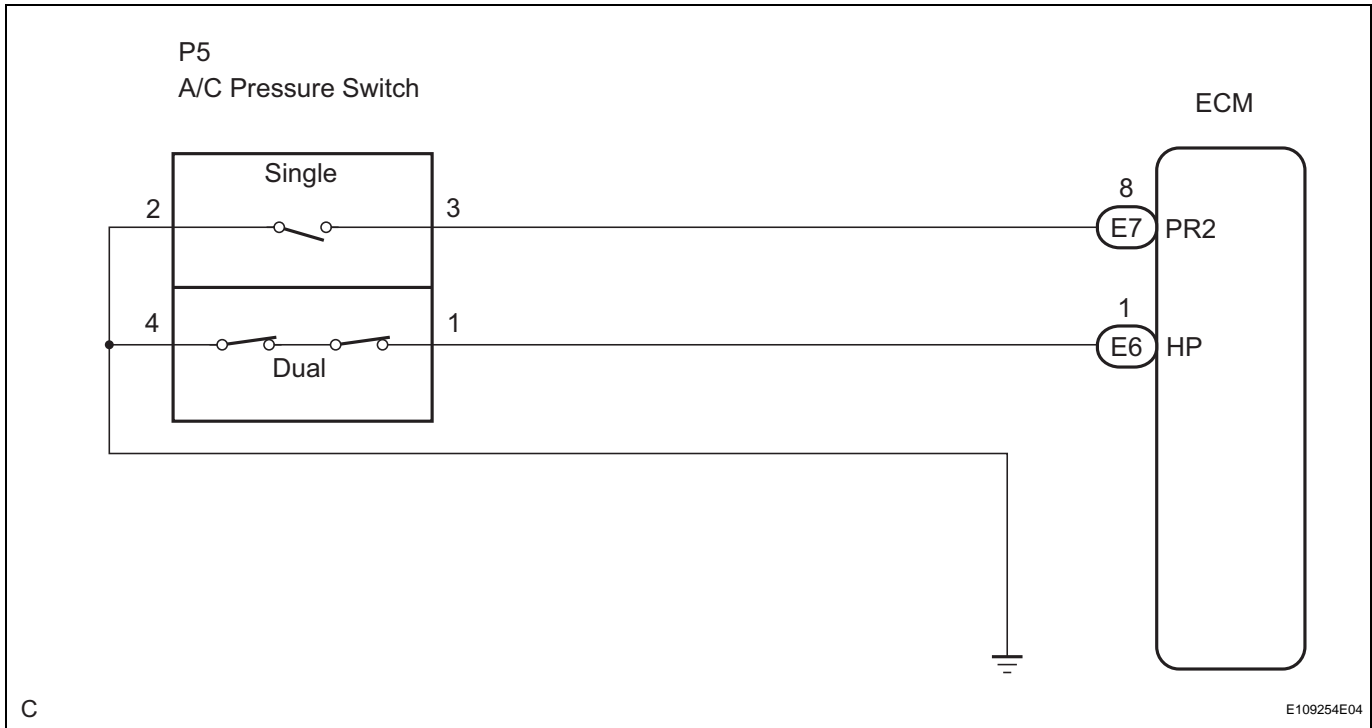 P5
A/C Pressure Switch
ECM
Single
2
3
8
E7
PR2
4
1
1
E6
HP
Dual
C
E109254E04